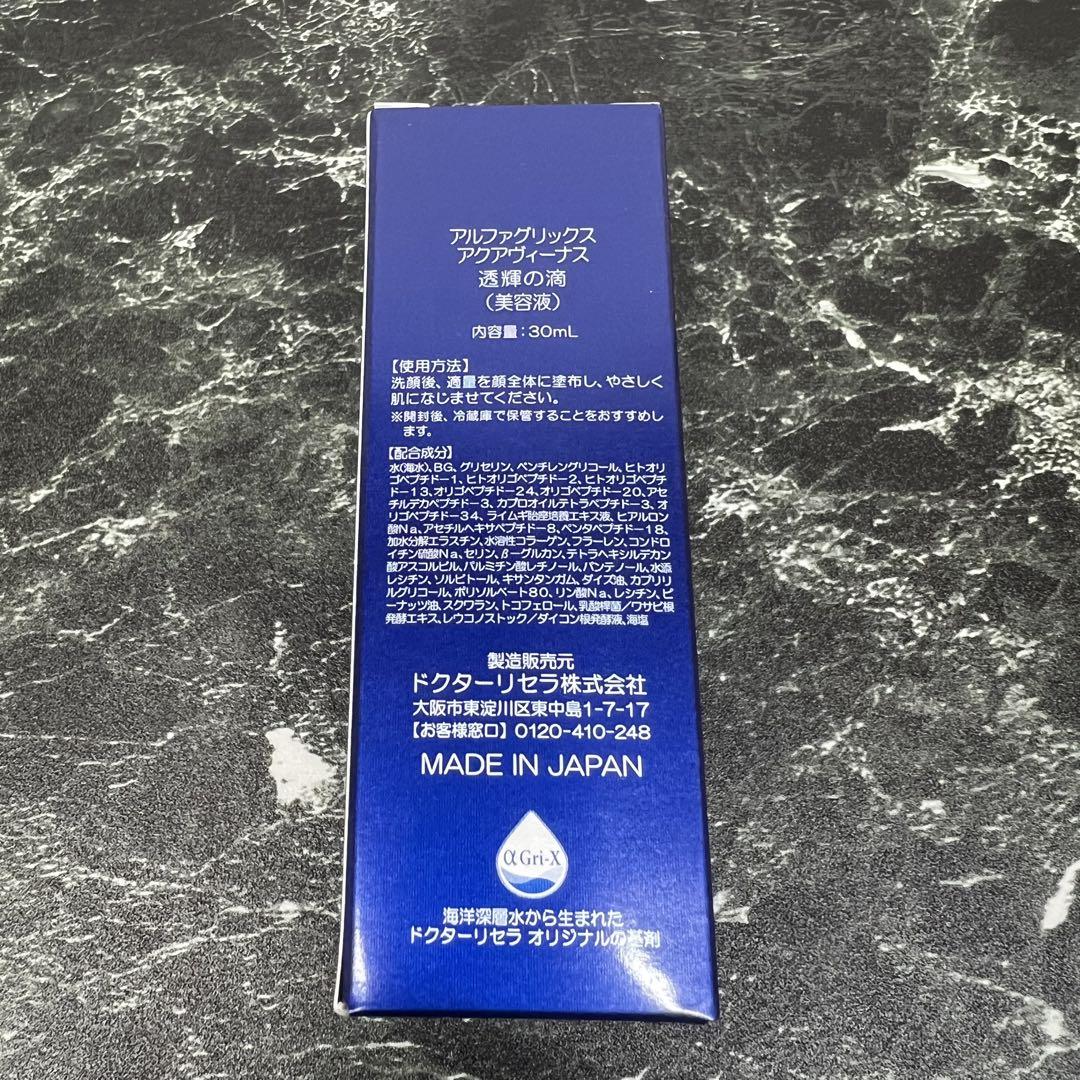 アルファグリックス
アクアヴィーナス
透輝の滴
(美容液)
内容量:30mL
【使用方法】
洗顔後、適量を顔全体に塗布し、やさしく
肌になじませてください。
※開封後、冷蔵庫で保管することをおすすめし
ます。
【配合成分】
水(海水)、BG、グリセリン、ペンチレングリコール、ヒトオリ
ゴペプチド-1、ヒトオリゴペプチド-2、ヒトオリゴペプチ
ド-13、オリゴペプチド-24、オリゴペプチド-20、アセ
チルデカペプチド-3、カプロオイルテトラペプチド-3、オ
リゴペプチド-34、ライムギ胎座培養エキス液、ヒアルロン
酸Na、アセチルヘキサペプチド-8、ペンタペプチド-18、
加水分解エラスチン、水溶性コラーゲン、フラーレン、コンドロ
イチン硫酸Na、セリン、β-グルカン、テトラヘキシルデカン
酸アスコルビル、パルミチン酸レチノール、パンテノール、水添
レシチン、ソルビトール、キサンタンガム、ダイズ油、カプリリ
ルグリコール、ポリソルベート80、リン酸Na、レシチン、ピ
ーナッツ油、スクワラン、トコフェロール、乳酸桿菌/ワサビ根
発酵エキス、レウコノストック/ダイコン根発酵液、海塩
製造販売元
ドクターリセラ株式会社
大阪市東淀川区東中島1-7-17
【お客様窓口】0120-410-248
MADE IN JAPAN
α Gri-X
海洋深層水から生まれた
ドクターリセラ オリジナルの基剤